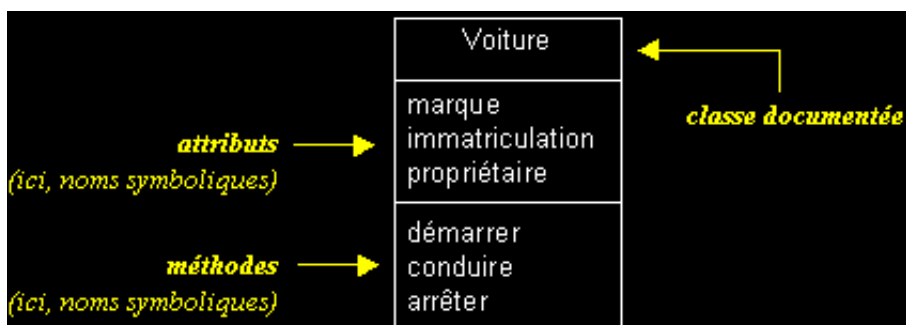 Voiture
classe documentée
marque
immatriculation
propriétaire
attributs
(ici, noms symboliques)
démarrer
conduire
arrêter
méthodes
(ici, noms symboliques)